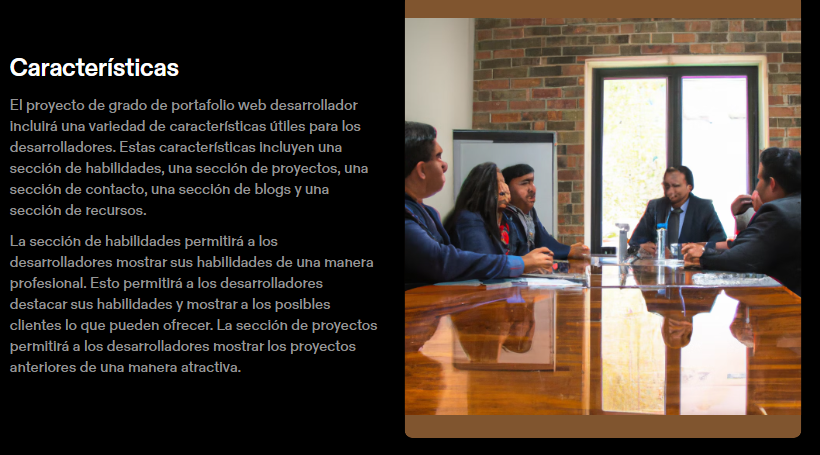 Características
El proyecto de grado de portafolio web desarrollador
incluirá una variedad de características útiles para los
desarrolladores. Estas características incluyen una
sección de habilidades, una sección de proyectos, una
sección de contacto, una sección de blogs y una
sección de recursos.
La sección de habilidades permitirá a los
desarrolladores mostrar sus habilidades de una manera
profesional. Esto permitirá a los desarrolladores
destacar sus habilidades y mostrar a los posibles
clientes lo que pueden ofrecer. La sección de proyectos
permitirá a los desarrolladores mostrar los proyectos
anteriores de una manera atractiva.